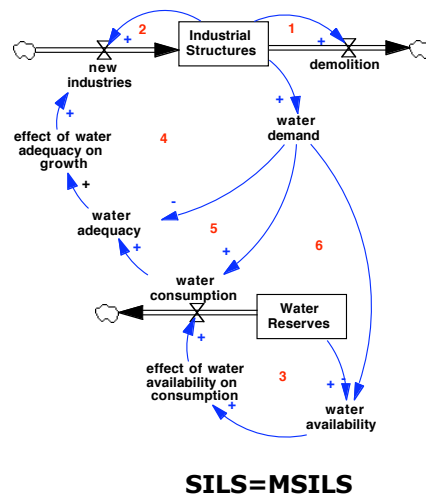 2
1
Industrial
Structures
+
+
new
industries
demolition
+
+
water
demand
effect of water
adequacy on
growth
4
+
-
water
adequacy
5
+
+
6
water
consumption
Water
Reserves
+
effect of water
availability on
consumption
3
+
-
+
water
availability
SILS=MSILS